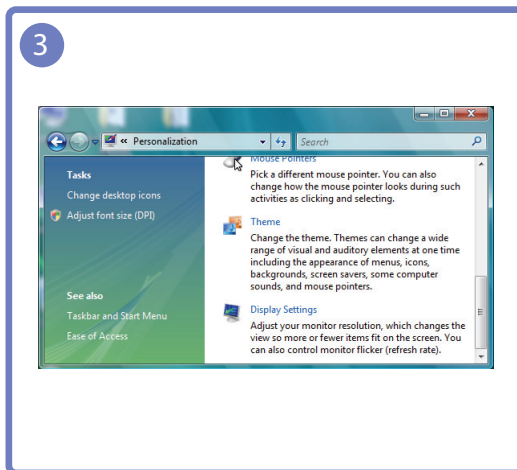 3
« Personalization
Search
Tasks
Change desktop icons
Adjust font size (DPI)
See also
Taskbar and Start Menu
Ease of Access
Mouse Pointers
Pick a different mouse pointer. You can also
change how the mouse pointer looks during such
activities as clicking and selecting.
Theme
Change the theme. Themes can change a wide
range of visual and auditory elements at one time
including the appearance of menus, icons,
backgrounds, screen savers, some computer
sounds, and mouse pointers.
Display Settings
Adjust your monitor resolution, which changes the
view so more or fewer items fit on the screen. You
can also control monitor flicker (refresh rate).